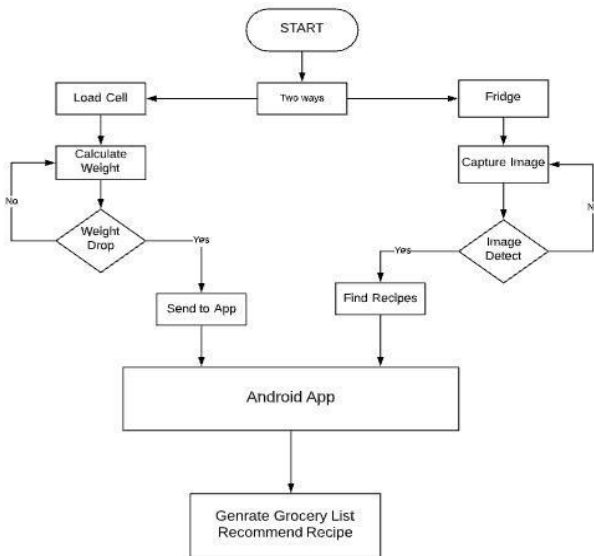 START
Load Cell
Two ways
Fridge
Calculate
Weight
Capture Image
No
N
Weight
Drop
Yes
Yes
Image
Detect
Send to App
Find Recipes
Android App
Genrate Grocery List
Recommend Recipe